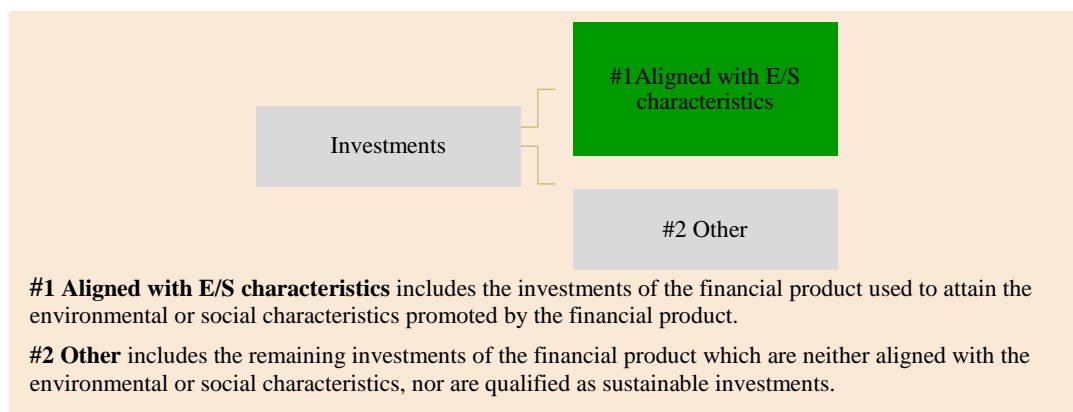 #1Aligned with E/S
characteristics
Investments
#2 Other
#1 Aligned with E/S characteristics includes the investments of the financial product used to attain the
environmental or social characteristics promoted by the financial product.
#2 Other includes the remaining investments of the financial product which are neither aligned with the
environmental or social characteristics, nor are qualified as sustainable investments.